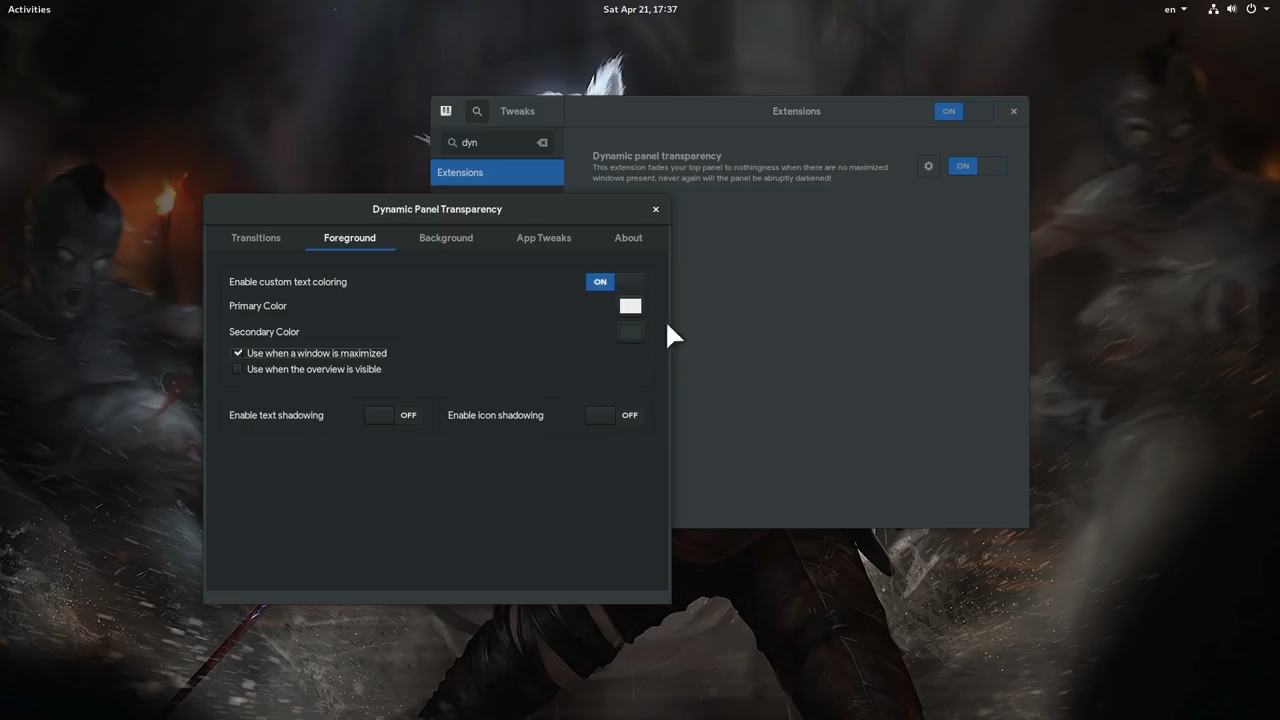 Activities
Sat Apr 21, 17:37
en
Tweaks
Extensions
ON
dyn
Extensions
Dynamic panel transparency
This extension fades your top panel to nothingness when there are no maximized
windows present. never again will the panel be abruptly darkened!
ON
Dynamic Panel Transparency
Transitions
Foreground
Background
App Tweaks
About
Enable custom text coloring
ON
Primary Color
Secondary Color
Use when a window is maximized
Use when the overview is visible
Enable text shadowing
OFF
Enable icon shadowing
OFF